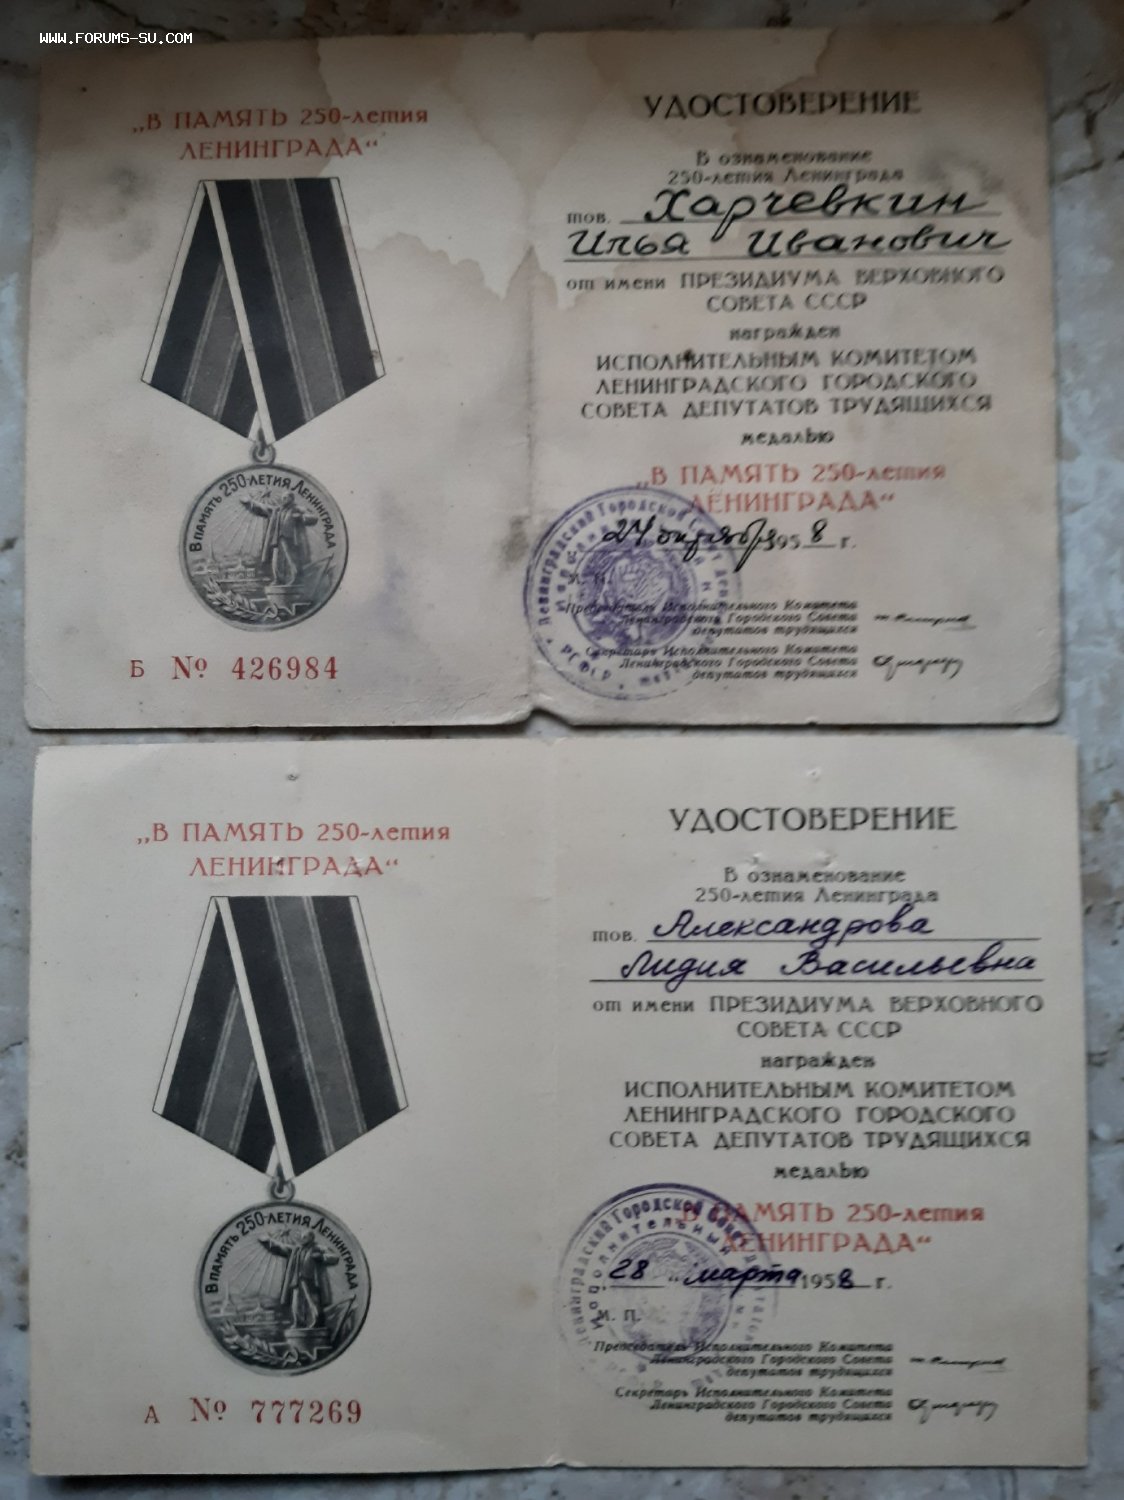 WWW.FORUMS-SU.COM
„В ПАМЯТЬ 250-летия
ЛЕНИНГРАДА“
В ПАМЯТЬ 250-ЛЕТИЯ ЛЕНИНГРАДА
Б № 426984
УДОСТОВЕРЕНИЕ
В ознаменование
250-летия Ленинграда
тов. Харчевкин
Илья Иванович
от имени ПРЕЗИДИУМА ВЕРХОВНОГО
СОВЕТА СССР
награжден
ИСПОЛНИТЕЛЬНЫМ КОМИТЕТОМ
ЛЕНИНГРАДСКОГО ГОРОДСКОГО
СОВЕТА ДЕПУТАТОВ ТРУДЯЩИХСЯ
медалью
„В ПАМЯТЬ 250-летия
ЛЕНИНГРАДА“
24 октября 1958 г.
Председатель Исполнительного Комитета
Ленинградского Городского Совета
депутатов трудящихся
Секретарь Исполнительного Комитета
Ленинградского Городского Совета
депутатов трудящихся
„В ПАМЯТЬ 250-летия
ЛЕНИНГРАДА“
В ПАМЯТЬ 250-ЛЕТИЯ ЛЕНИНГРАДА
А № 777269
УДОСТОВЕРЕНИЕ
В ознаменование
250-летия Ленинграда
тов. Александрова
Лидия Васильевна
от имени ПРЕЗИДИУМА ВЕРХОВНОГО
СОВЕТА СССР
награжден
ИСПОЛНИТЕЛЬНЫМ КОМИТЕТОМ
ЛЕНИНГРАДСКОГО ГОРОДСКОГО
СОВЕТА ДЕПУТАТОВ ТРУДЯЩИХСЯ
медалью
„В ПАМЯТЬ 250-летия
ЛЕНИНГРАДА“
28 „ марта 1958 г.
М. П.
Председатель Исполнительного Комитета
Ленинградского Городского Совета
депутатов трудящихся
Секретарь Исполнительного Комитета
Ленинградского Городского Совета
депутатов трудящихся